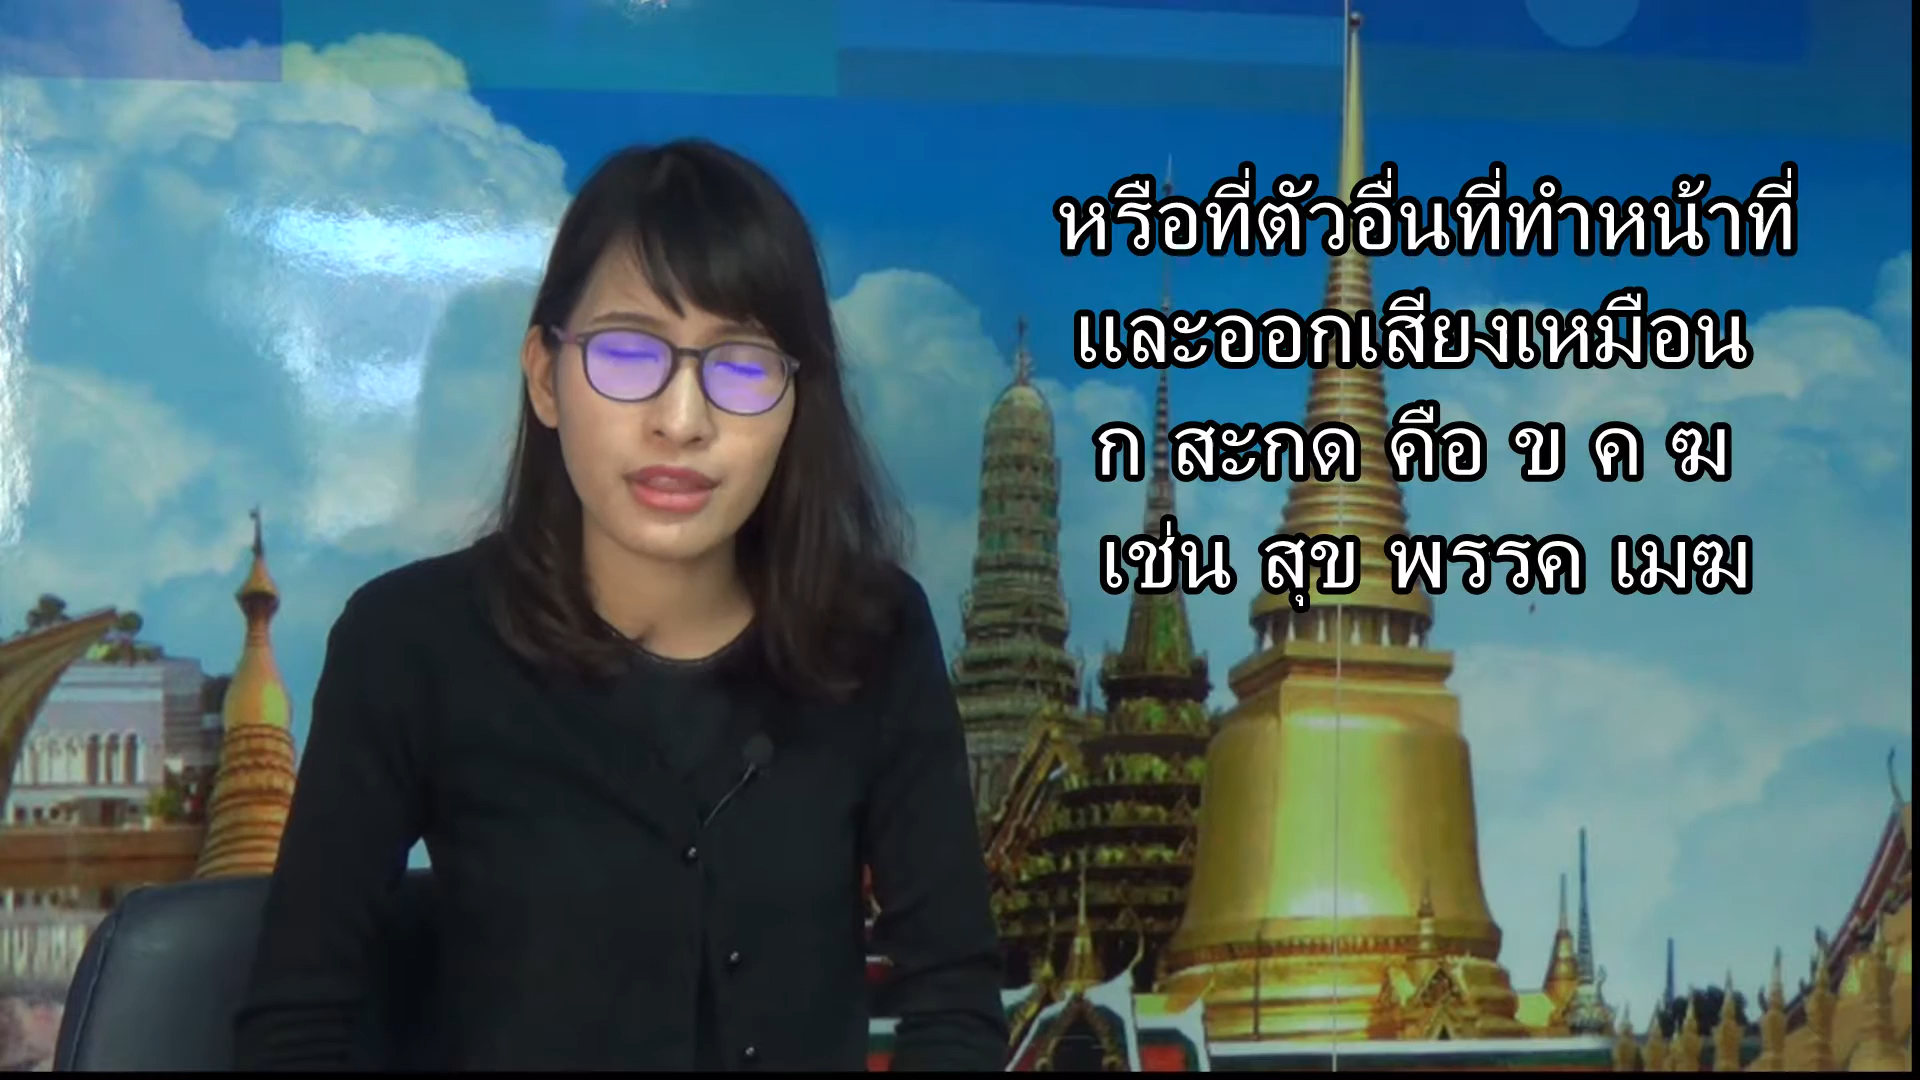 หรือที่ตัวอื่นที่ทำหน้าที่
และออกเสียงเหมือน
ก สะกด คือ ข ค ฆ
เช่น สุข พรรค เมฆ